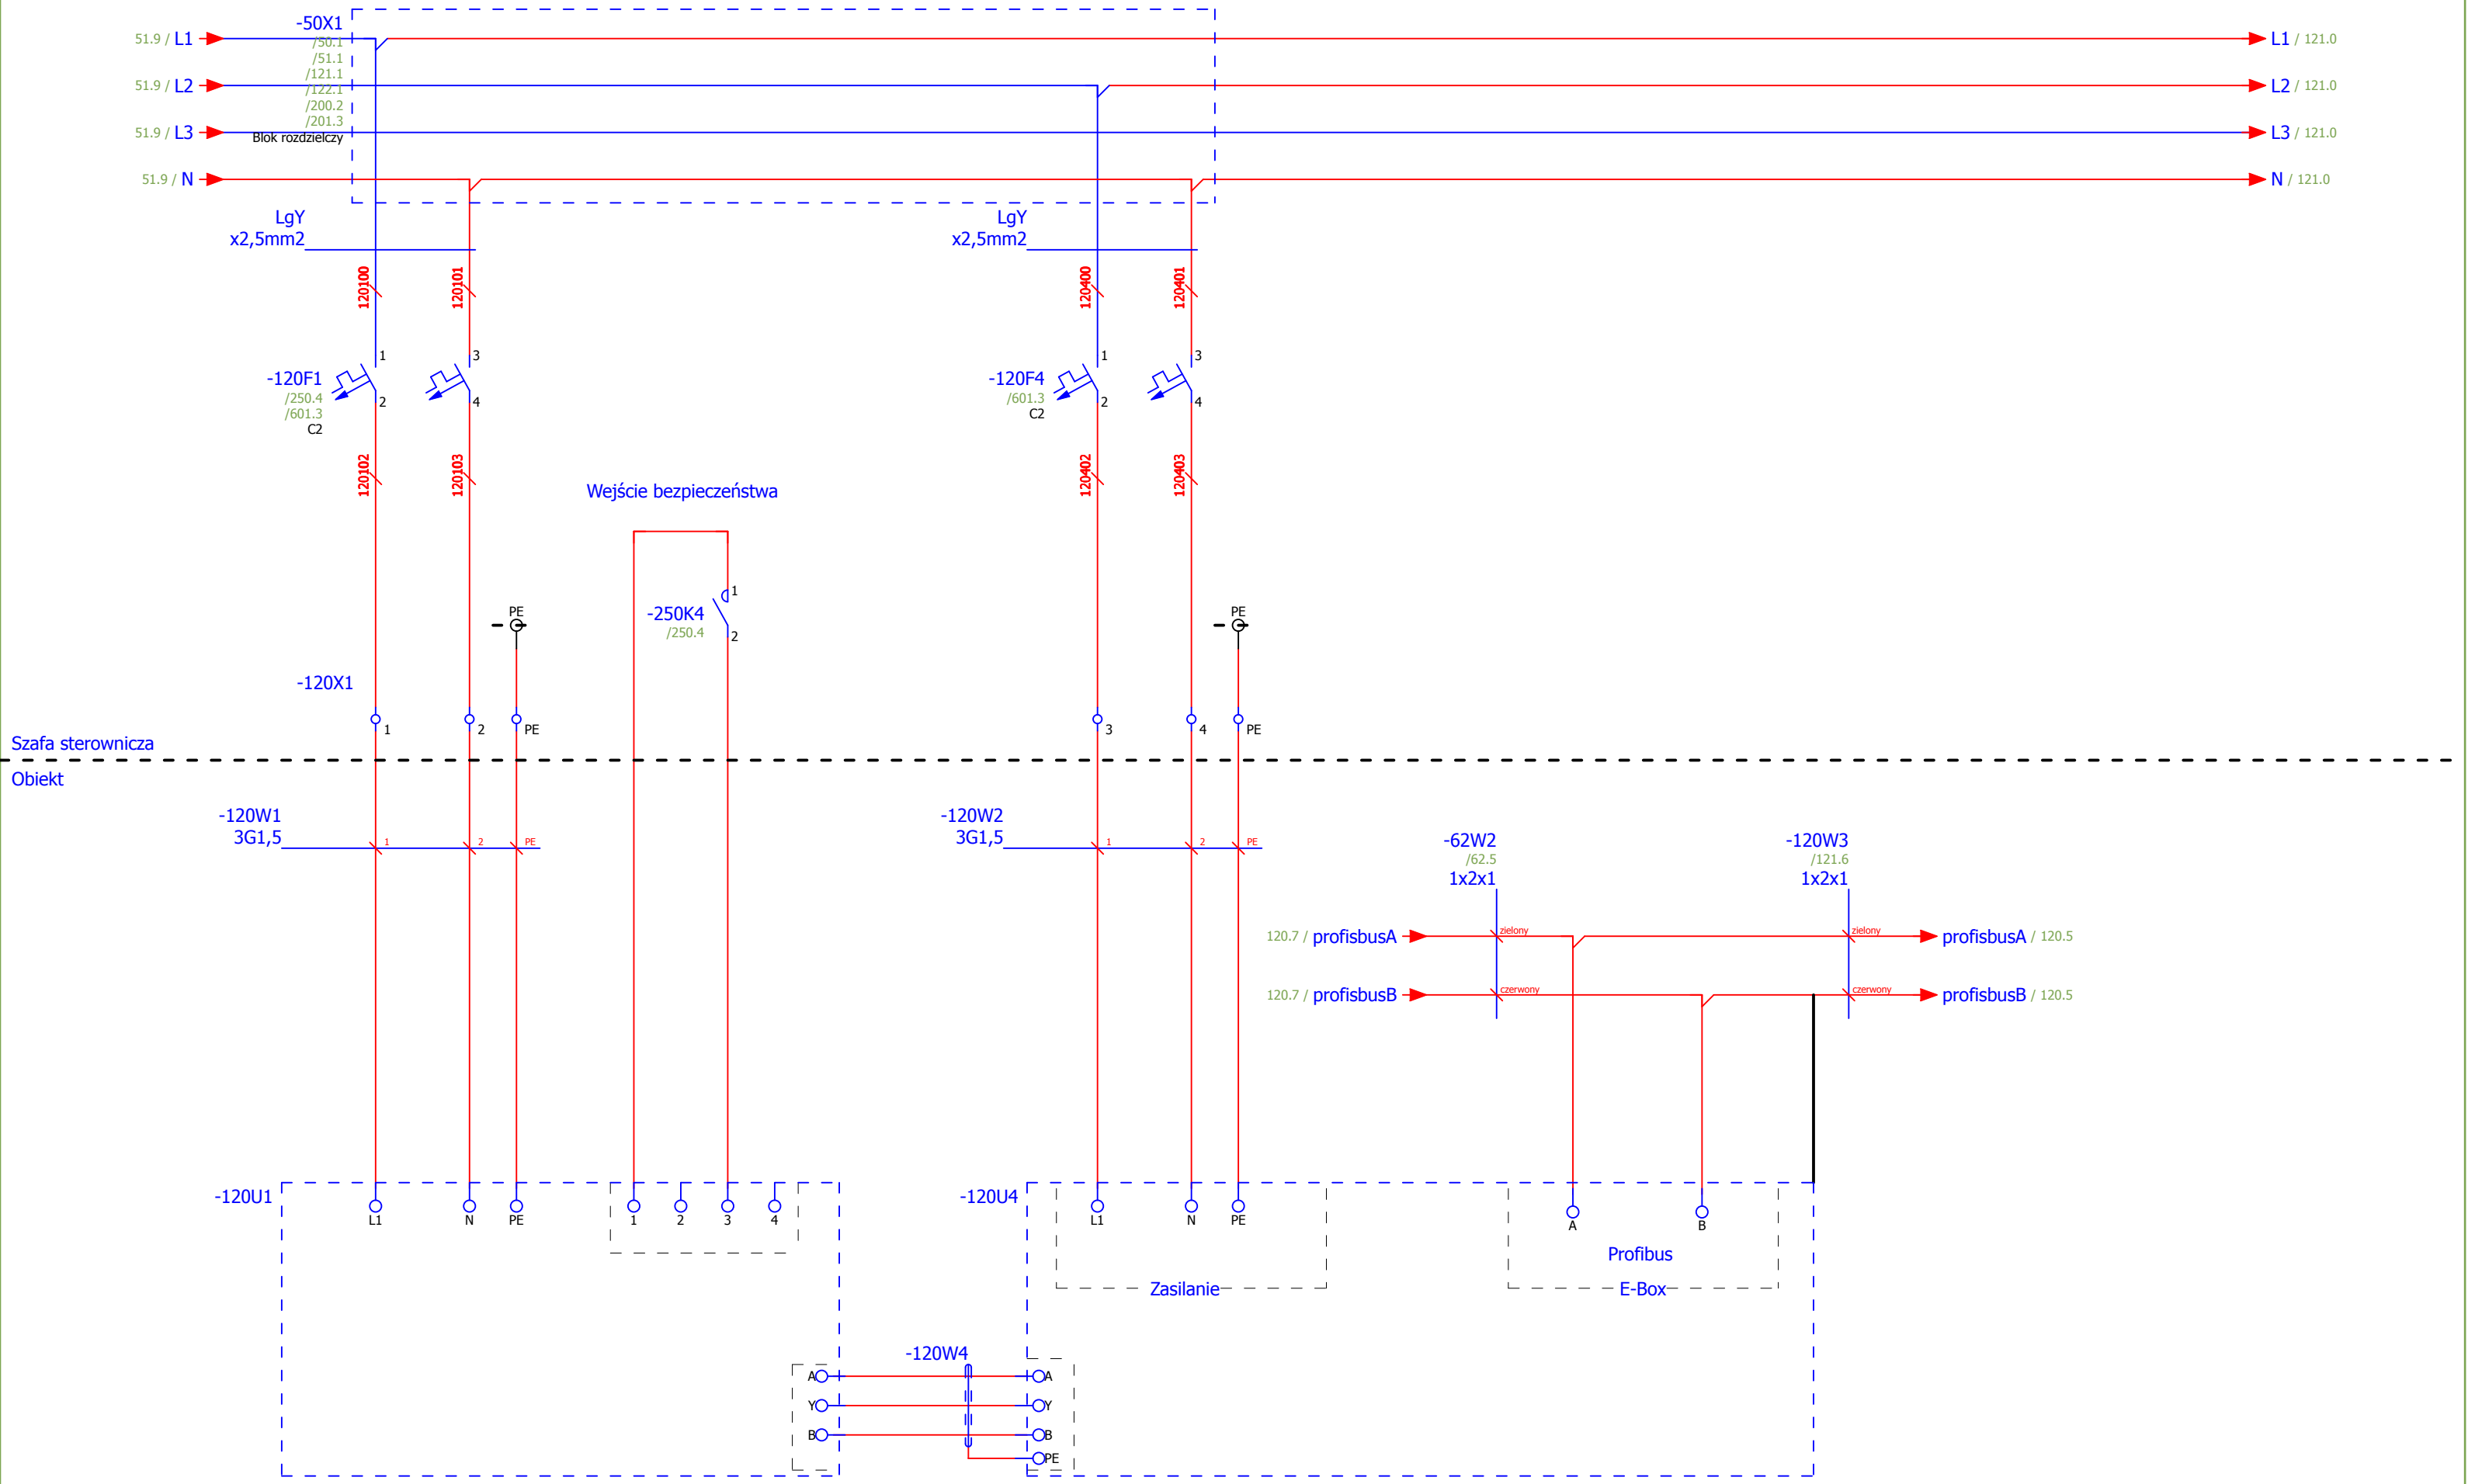 -50X1
51.9 / L1
/50.1
L1 / 121.0
/51.1
/121.1
51.9 / L2
/122.1
L2 / 121.0
/200.2
/201.3
51.9 / L3
Blok rozdzielczy
L3 / 121.0
51.9 / N
N / 121.0
LgY
x2,5mm2
LgY
x2,5mm2
120100
120101
120400
120401
1
3
1
3
-120F1
/250.4
/601.3
C2
2
4
-120F4
/601.3
C2
2
4
120102
120103
120402
120403
Wejście bezpieczeństwa
1
-250K4
/250.4
2
PE
PE
-120X1
1
2
PE
3
4
PE
Szafa sterownicza
Obiekt
-120W1
3G1,5
1
2
PE
-120W2
3G1,5
1
2
PE
-62W2
/62.5
1x2x1
-120W3
/121.6
1x2x1
120.7 / profisbusA
zielony
zielony
profisbusA / 120.5
120.7 / profisbusB
czerwony
czerwony
profisbusB / 120.5
-120U1
L1
N
PE
1
2
3
4
-120U4
L1
N
PE
A
B
Profibus
Zasilanie
E-Box
-120W4
A
A
Y
Y
B
B
PE